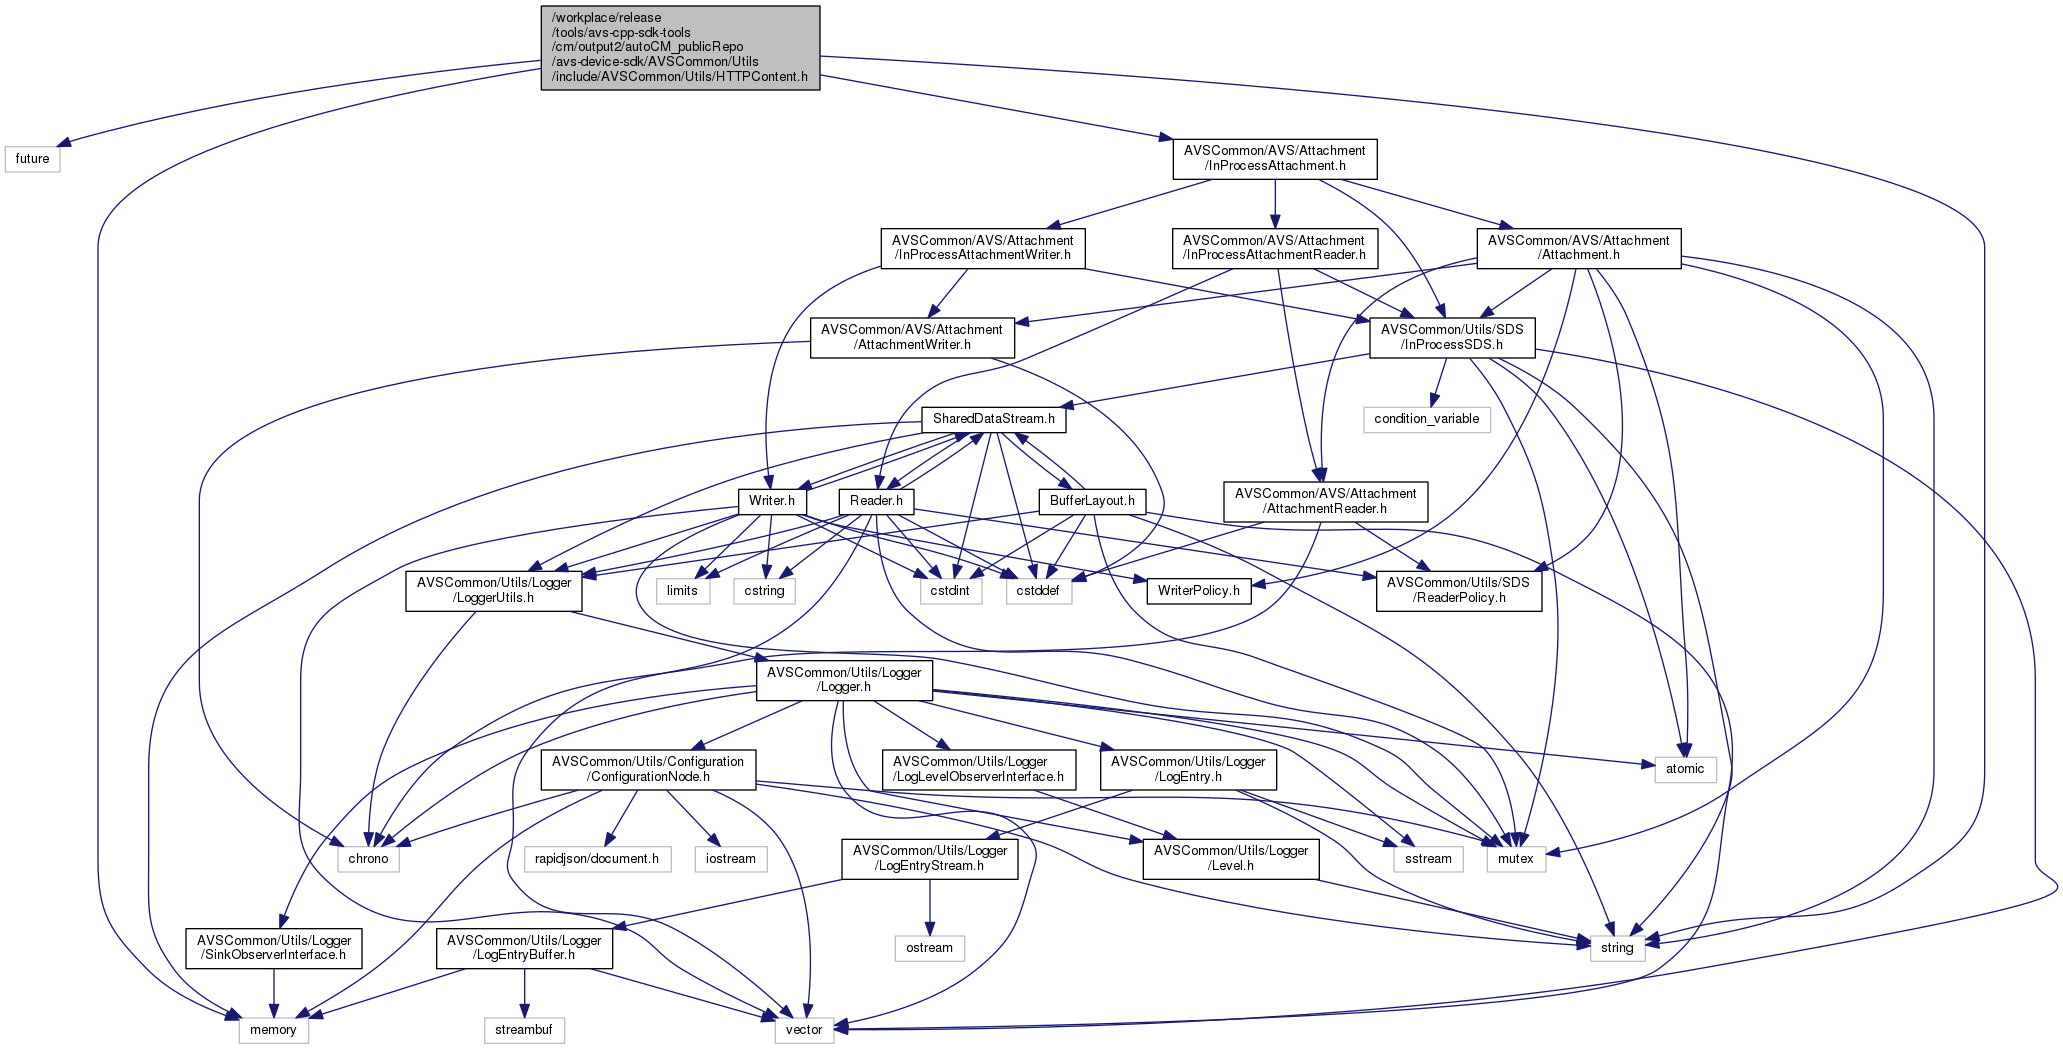 /workplace/release
/tools/avs-cpp-sdk-tools
/cm/output2/autoCM_publicRepo
/avs-device-sdk/AVSCommon/Utils
/include/AVSCommon/Utils/HTTPContent.h
future
AVSCommon/AVS/Attachment
/InProcessAttachment.h
AVSCommon/AVS/Attachment
/InProcessAttachmentWriter.h
AVSCommon/AVS/Attachment
/InProcessAttachmentReader.h
AVSCommon/AVS/Attachment
/Attachment.h
AVSCommon/AVS/Attachment
/AttachmentWriter.h
AVSCommon/Utils/SDS
/InProcessSDS.h
SharedDataStream.h
condition_variable
Writer.h
Reader.h
BufferLayout.h
AVSCommon/AVS/Attachment
/AttachmentReader.h
AVSCommon/Utils/Logger
/LoggerUtils.h
limits
cstring
cstdint
cstddef
WriterPolicy.h
AVSCommon/Utils/SDS
/ReaderPolicy.h
AVSCommon/Utils/Logger
/Logger.h
AVSCommon/Utils/Configuration
/ConfigurationNode.h
AVSCommon/Utils/Logger
/LogLevelObserverInterface.h
AVSCommon/Utils/Logger
/LogEntry.h
atomic
chrono
rapidjson/document.h
iostream
AVSCommon/Utils/Logger
/LogEntryStream.h
AVSCommon/Utils/Logger
/Level.h
sstream
mutex
AVSCommon/Utils/Logger
/SinkObserverInterface.h
AVSCommon/Utils/Logger
/LogEntryBuffer.h
ostream
string
memory
streambuf
vector